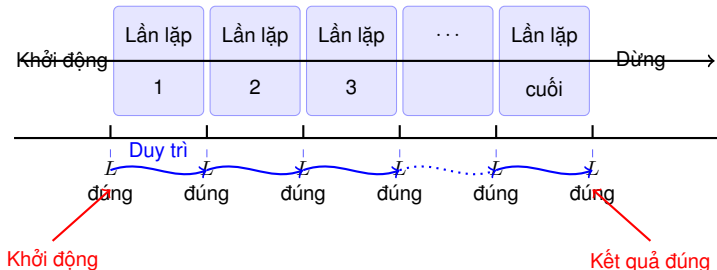 Lần lặp Lần lặp Lần lặp ... Lần lặp
Khởi động Dừng
1 2 3 cuối
Duy trì
L L L L L L
đúng đúng đúng đúng đúng đúng
Khởi động Kết quả đúng